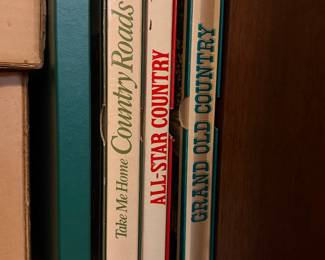 Take Me Home Country Roads
ALL-STAR COUNTRY
GRAND OLD COUNTRY